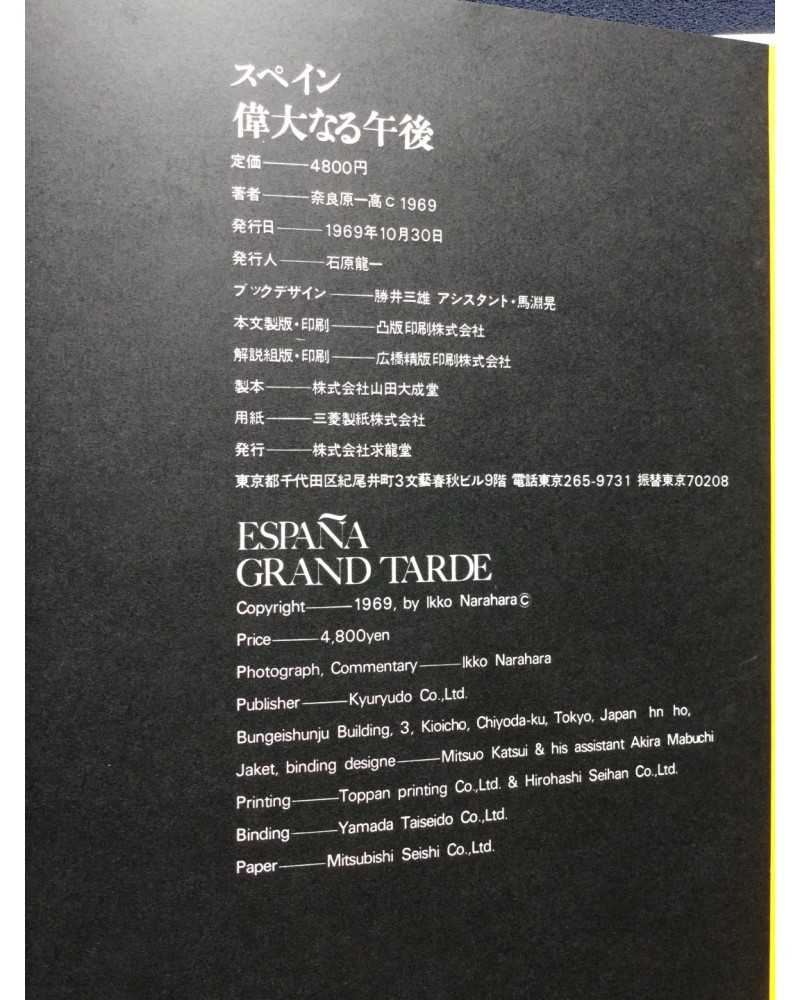 スペイン
偉大なる午後
定価———4800円
著者———奈良原一高 C 1969
発行日———1969年10月30日
発行人———石原龍一
ブックデザイン———勝井三雄 アシスタント・馬淵晃
本文製版・印刷———凸版印刷株式会社
解説組版・印刷———広橋精版印刷株式会社
製本———株式会社山田大成堂
用紙———三菱製紙株式会社
発行———株式会社求龍堂
東京都千代田区紀尾井町3文藝春秋ビル9階 電話東京265-9731 振替東京70208
ESPAÑA
GRAND TARDE
Copyright———1969, by Ikko Narahara©
Price———4,800yen
Photograph, Commentary———Ikko Narahara
Publisher———Kyuryudo Co.,Ltd.
Bungeishunju Building, 3, Kioicho, Chiyoda-ku, Tokyo, Japan hn ho,
Jaket, binding designe———Mitsuo Katsui & his assistant Akira Mabuchi
Printing———Toppan printing Co.,Ltd. & Hirohashi Seihan Co.,Ltd.
Binding———Yamada Taiseido Co.,Ltd.
Paper———Mitsubishi Seishi Co.,Ltd.